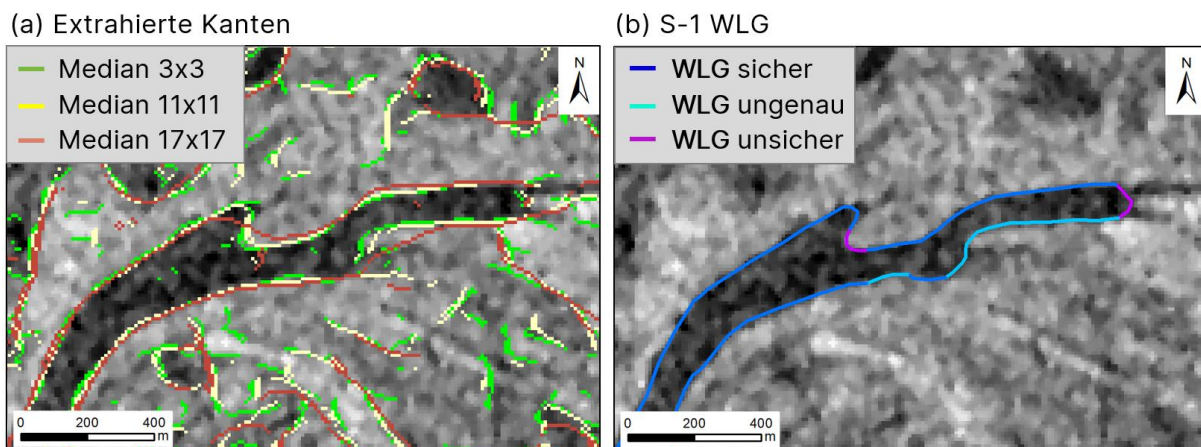 (a) Extrahierte Kanten
Median 3x3
Median 11x11
Median 17x17
N
0 200 400
m
(b) S-1 WLG
WLG sicher
WLG ungenau
WLG unsicher
N
0 200 400
m